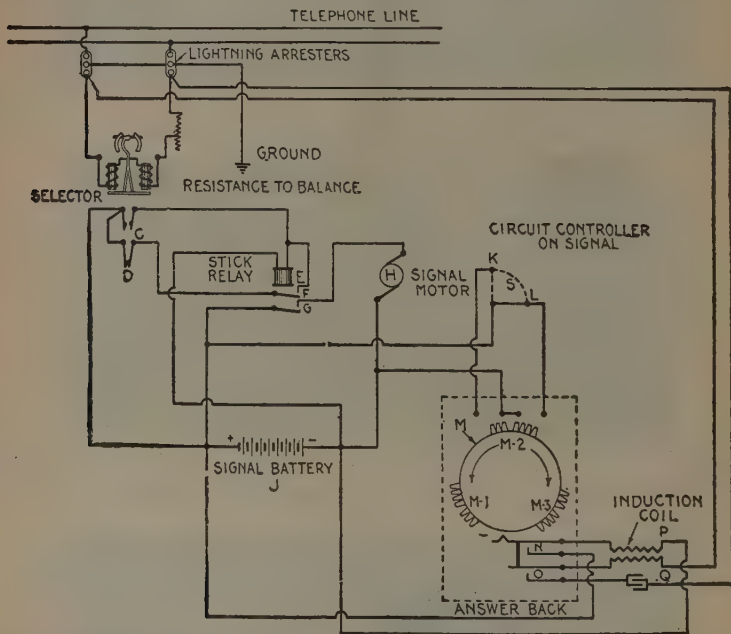 TELEPHONE LINE
LIGHTNING ARRESTERS
GROUND
RESISTANCE TO BALANCE
SELECTOR
C
D
STICK
RELAY
E
F
G
H
SIGNAL
MOTOR
CIRCUIT CONTROLLER
ON SIGNAL
K
S
L
+
-
SIGNAL BATTERY
J
M
M-2
M-1
M-3
INDUCTION
COIL
P
N
O
Q
ANSWER BACK